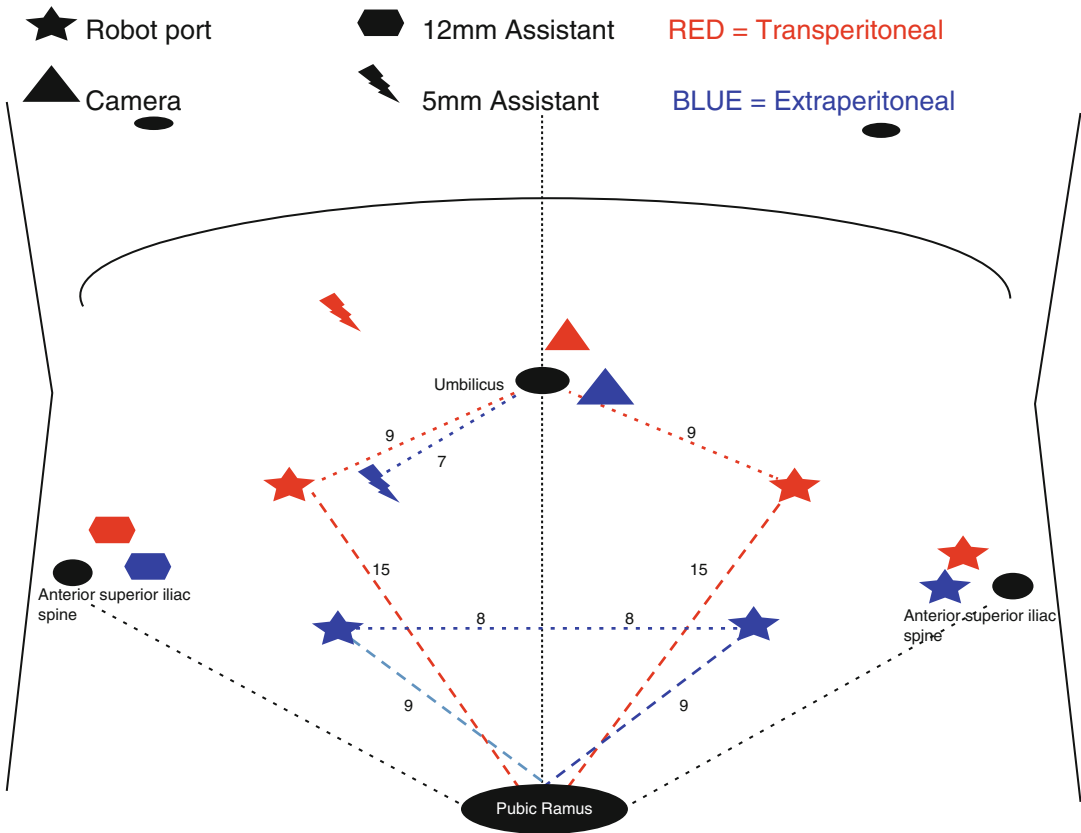 Robot port
12mm Assistant
RED = Transperitoneal
Camera
5mm Assistant
BLUE = Extraperitoneal
Umbilicus
9
9
7
15
15
Anterior superior iliac
spine
Anterior superior iliac
spine
8
8
9
9
Pubic Ramus